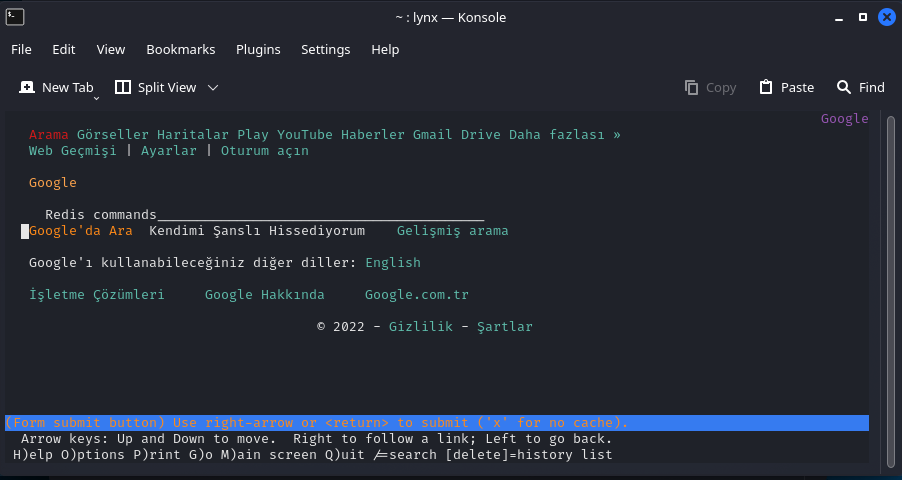 ~ : lynx — Konsole
File Edit View Bookmarks Plugins Settings Help
New Tab Split View Copy Paste Find
Google
Arama Görseller Haritalar Play YouTube Haberler Gmail Drive Daha fazlası »
Web Geçmişi | Ayarlar | Oturum açın
Google
Redis commands________________________________________
Google'da Ara Kendimi Şanslı Hissediyorum Gelişmiş arama
Google'ı kullanabileceğiniz diğer diller: English
İşletme Çözümleri Google Hakkında Google.com.tr
© 2022 - Gizlilik - Şartlar
(Form submit button) Use right-arrow or <return> to submit ('x' for no cache).
Arrow keys: Up and Down to move. Right to follow a link; Left to go back.
H)elp O)ptions P)rint G)o M)ain screen Q)uit /=search [delete]=history list